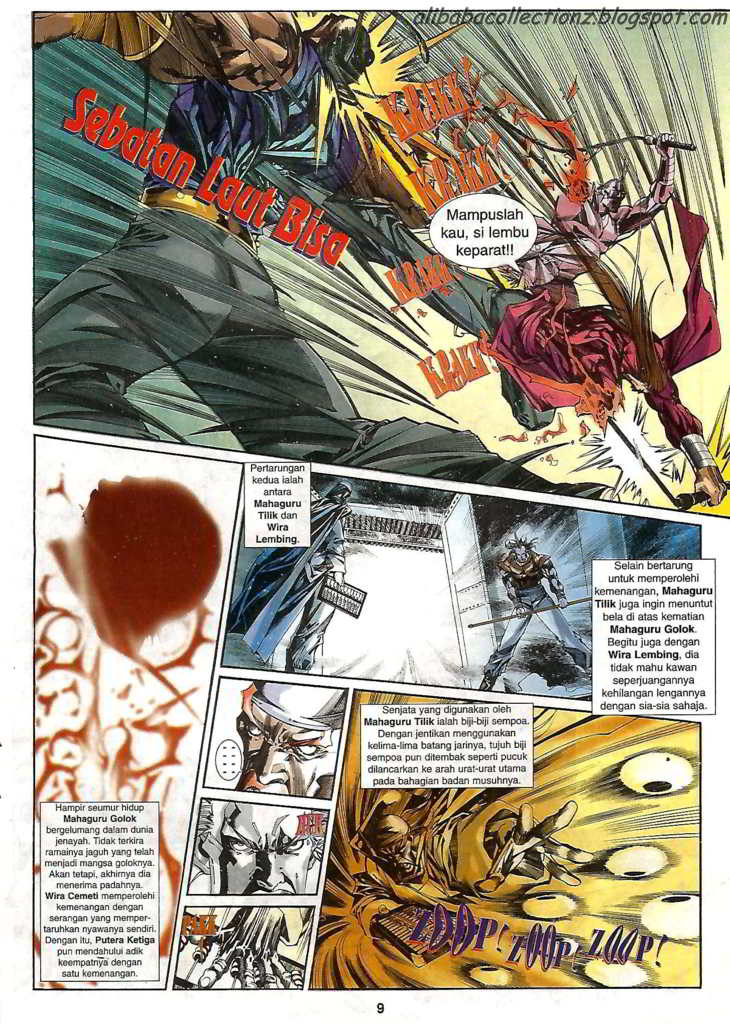 alibabacollectionz.blogspot.com
Sebatan Laut Bisa
KRAKK!
KRAKK!
Mampuslah
kau, si lembu
keparat!!
KRAKK
KRAKK!
Pertarungan
kedua ialah
antara
Mahaguru
Tilik dan
Wira
Lembing.
Selain bertarung
untuk memperolehi
kemenangan, Mahaguru
Tilik juga ingin menuntut
bela di atas kematian
Mahaguru Golok.
Begitu juga dengan
Wira Lembing, dia
tidak mahu kawan
seperjuangannya
kehilangan lengannya
dengan sia-sia sahaja.
Hampir seumur hidup
Mahaguru Golok
bergelumang dalam dunia
jenayah. Tidak terkira
ramainya jaguh yang telah
menjadi mangsa goloknya.
Akan tetapi, akhirnya dia
menerima padahnya.
Wira Cemeti memperolehi
kemenangan dengan
serangan yang memper-
taruhkan nyawanya sendiri.
Dengan itu, Putera Ketiga
pun mendahului adik
keempatnya dengan
satu kemenangan.
Senjata yang digunakan oleh
Mahaguru Tilik ialah biji-biji sempoa.
Dengan jentikan menggunakan
kelima-lima batang jarinya, tujuh biji
sempoa pun ditembak seperti pucuk
dilancarkan ke arah urat-urat utama
pada bahagian badan musuhnya.
ZOOP! ZOOP! ZOOP!
9